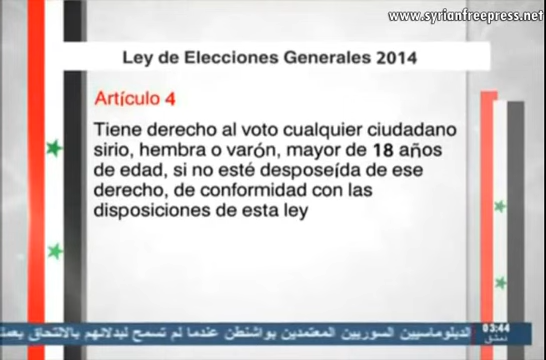 www.syrianfreepress.net
Ley de Elecciones Generales 2014
Artículo 4
Tiene derecho al voto cualquier ciudadano
sirio, hembra o varón, mayor de 18 años
de edad, si no esté desposeída de ese
derecho, de conformidad con las
disposiciones de esta ley
03:44
دمشق
الدبلوماسيين السوريين المعتمدين بواشنطن عندما لم تسمح لبدلائهم بالالتحاق بعملـ